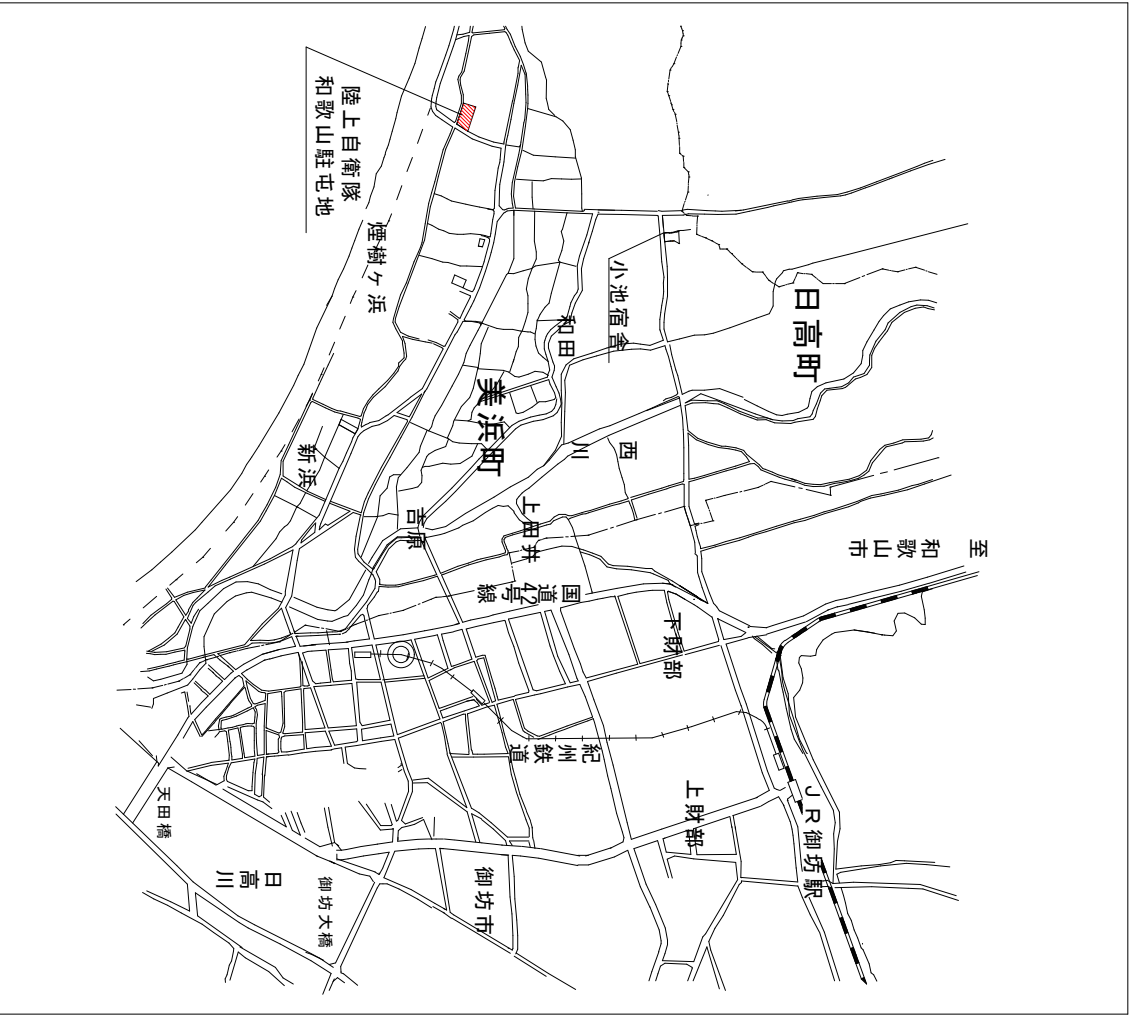 陸上自衛隊
和歌山駐屯地
煙樹ヶ浜
小池宿舎
和田
日高町
美浜町
西
川
新浜
吉原
上田井
至
和歌山市
国道42号線
下財部
紀州鉄道
上財部
JR御坊駅
天田橋
日高川
御坊大橋
御坊市